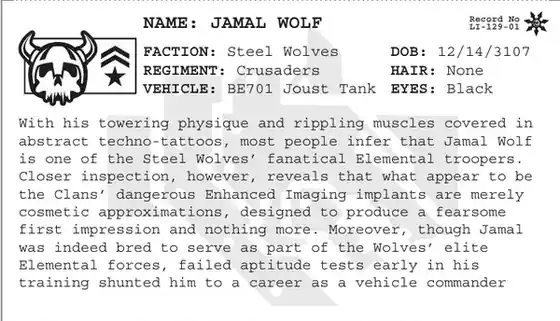 NAME: JAMAL WOLF
Record No
LI-129-01
FACTION: Steel Wolves DOB: 12/14/3107
REGIMENT: Crusaders HAIR: None
VEHICLE: BE701 Joust Tank EYES: Black
With his towering physique and rippling muscles covered in
abstract techno-tattoos, most people infer that Jamal Wolf
is one of the Steel Wolves’ fanatical Elemental troopers.
Closer inspection, however, reveals that what appear to be
the Clans’ dangerous Enhanced Imaging implants are merely
cosmetic approximations, designed to produce a fearsome
first impression and nothing more. Moreover, though Jamal
was indeed bred to serve as part of the Wolves’ elite
Elemental forces, failed aptitude tests early in his
training shunted him to a career as a vehicle commander